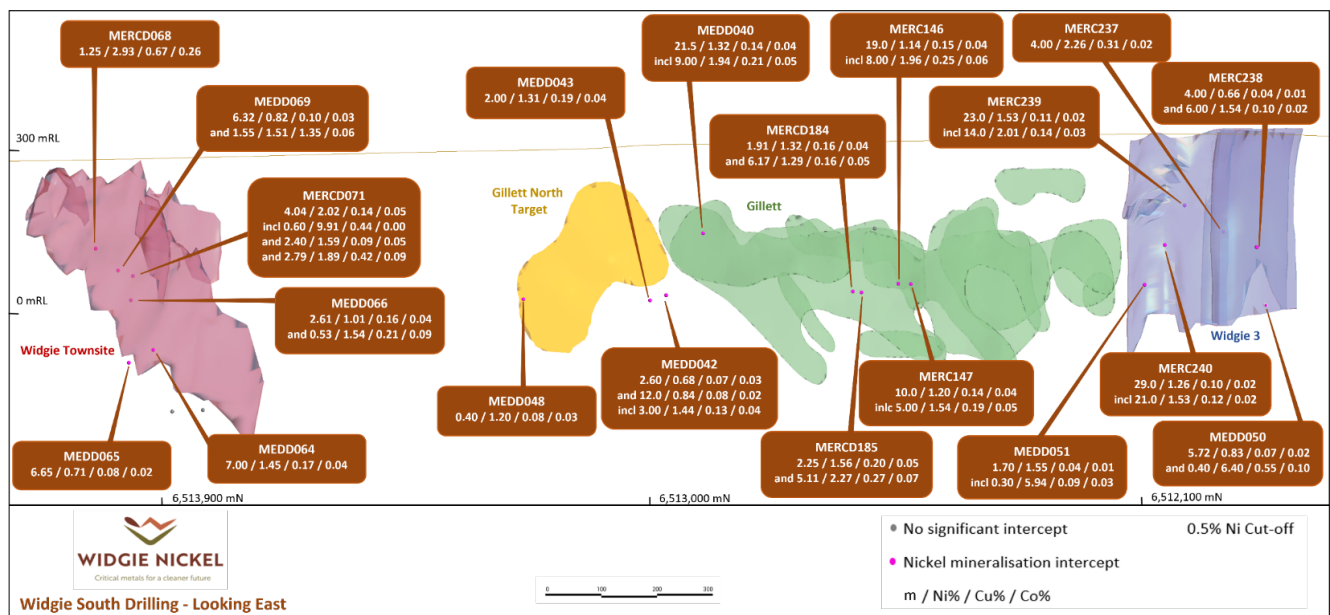 MERCD068
1.25 / 2.93 / 0.67 / 0.26
MEDD069
6.32 / 0.82 / 0.10 / 0.03
and 1.55 / 1.51 / 1.35 / 0.06
MERCD071
4.04 / 2.02 / 0.14 / 0.05
incl 0.60 / 9.91 / 0.44 / 0.00
and 2.40 / 1.59 / 0.09 / 0.05
and 2.79 / 1.89 / 0.42 / 0.09
MEDD066
2.61 / 1.01 / 0.16 / 0.04
and 0.53 / 1.54 / 0.21 / 0.09
300 mRL
0 mRL
Widgie Townsite
MEDD065
6.65 / 0.71 / 0.08 / 0.02
MEDD064
7.00 / 1.45 / 0.17 / 0.04
MEDD043
2.00 / 1.31 / 0.19 / 0.04
MEDD040
21.5 / 1.32 / 0.14 / 0.04
incl 9.00 / 1.94 / 0.21 / 0.05
MERCD184
1.91 / 1.32 / 0.16 / 0.04
and 6.17 / 1.29 / 0.16 / 0.05
MERC146
19.0 / 1.14 / 0.15 / 0.04
incl 8.00 / 1.96 / 0.25 / 0.06
MERC237
4.00 / 2.26 / 0.31 / 0.02
MERC238
4.00 / 0.66 / 0.04 / 0.01
and 6.00 / 1.54 / 0.10 / 0.02
MERC239
23.0 / 1.53 / 0.11 / 0.02
incl 14.0 / 2.01 / 0.14 / 0.03
Gillett North
Target
Gillett
Widgie 3
MEDD048
0.40 / 1.20 / 0.08 / 0.03
MEDD042
2.60 / 0.68 / 0.07 / 0.03
and 12.0 / 0.84 / 0.08 / 0.02
incl 3.00 / 1.44 / 0.13 / 0.04
MERCD185
2.25 / 1.56 / 0.20 / 0.05
and 5.11 / 2.27 / 0.27 / 0.07
MERC147
10.0 / 1.20 / 0.14 / 0.04
inlc 5.00 / 1.54 / 0.19 / 0.05
MEDD051
1.70 / 1.55 / 0.04 / 0.01
incl 0.30 / 5.94 / 0.09 / 0.03
MERC240
29.0 / 1.26 / 0.10 / 0.02
incl 21.0 / 1.53 / 0.12 / 0.02
MEDD050
5.72 / 0.83 / 0.07 / 0.02
and 0.40 / 6.40 / 0.55 / 0.10
6,513,900 mN
6,513,000 mN
6,512,100 mN
WIDGIE NICKEL
Critical metals for a cleaner future
Widgie South Drilling - Looking East
0 100 200 300
No significant intercept
0.5% Ni Cut-off
Nickel mineralisation intercept
m / Ni% / Cu% / Co%